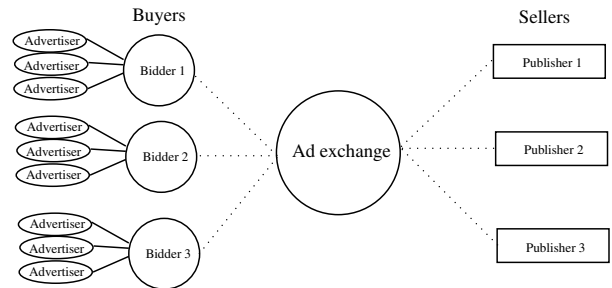 Buyers
Sellers
Advertiser
Advertiser
Advertiser
Bidder 1
Publisher 1
Advertiser
Advertiser
Advertiser
Bidder 2
Ad exchange
Publisher 2
Advertiser
Advertiser
Advertiser
Bidder 3
Publisher 3